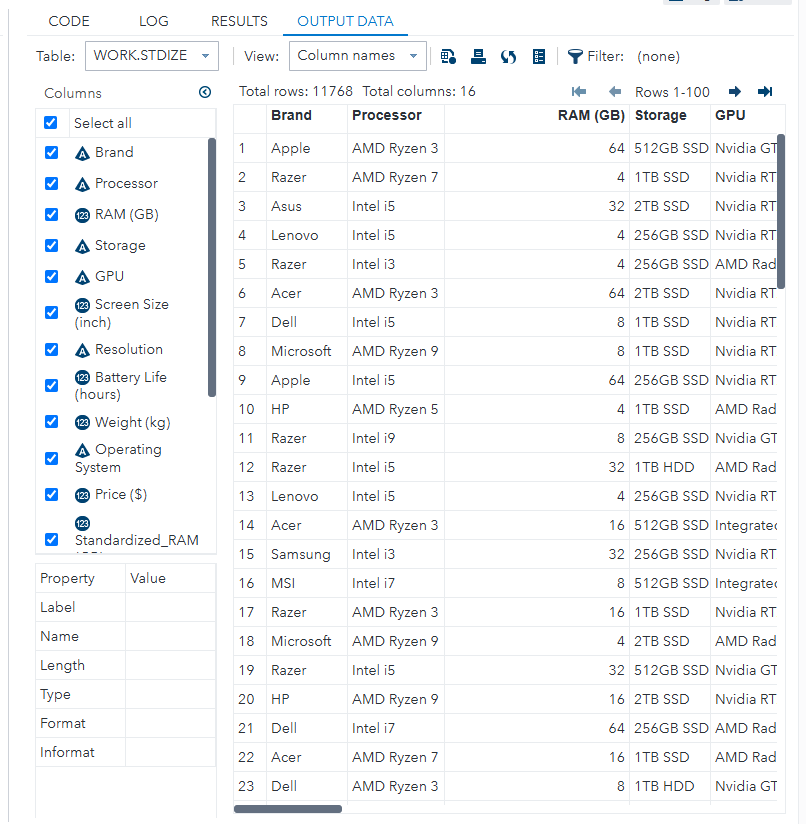 CODE LOG RESULTS OUTPUT DATA
Table: WORK.STDIZE View: Column names Filter: (none)
Columns
Select all
Brand
Processor
RAM (GB)
Storage
GPU
Screen Size
(inch)
Resolution
Battery Life
(hours)
Weight (kg)
Operating
System
Price ($)
Standardized_RAM
Property Value
Label
Name
Length
Type
Format
Informat
Total rows: 11768 Total columns: 16 Rows 1-100
Brand Processor RAM (GB) Storage GPU
1 Apple AMD Ryzen 3 64 512GB SSD Nvidia GT
2 Razer AMD Ryzen 7 4 1TB SSD Nvidia RT
3 Asus Intel i5 32 2TB SSD Nvidia RT
4 Lenovo Intel i5 4 256GB SSD Nvidia RT
5 Razer Intel i3 4 256GB SSD AMD Rad
6 Acer AMD Ryzen 3 64 2TB SSD Nvidia RT
7 Dell Intel i5 8 1TB SSD Nvidia RT
8 Microsoft AMD Ryzen 9 8 1TB SSD Nvidia RT
9 Apple Intel i5 64 256GB SSD Nvidia RT
10 HP AMD Ryzen 5 4 1TB SSD AMD Rad
11 Razer Intel i9 8 256GB SSD Nvidia GT
12 Razer Intel i5 32 1TB HDD AMD Rad
13 Lenovo Intel i5 4 256GB SSD Nvidia RT
14 Acer AMD Ryzen 3 16 512GB SSD Integrated
15 Samsung Intel i3 32 256GB SSD Nvidia RT
16 MSI Intel i7 8 512GB SSD Integrated
17 Razer AMD Ryzen 3 16 1TB SSD Nvidia RT
18 Microsoft AMD Ryzen 9 4 2TB SSD AMD Rad
19 Razer Intel i5 32 512GB SSD Nvidia GT
20 HP AMD Ryzen 9 16 2TB SSD Nvidia RT
21 Dell Intel i7 64 256GB SSD AMD Rad
22 Acer AMD Ryzen 7 16 1TB SSD AMD Rad
23 Dell AMD Ryzen 3 8 1TB HDD Nvidia GT